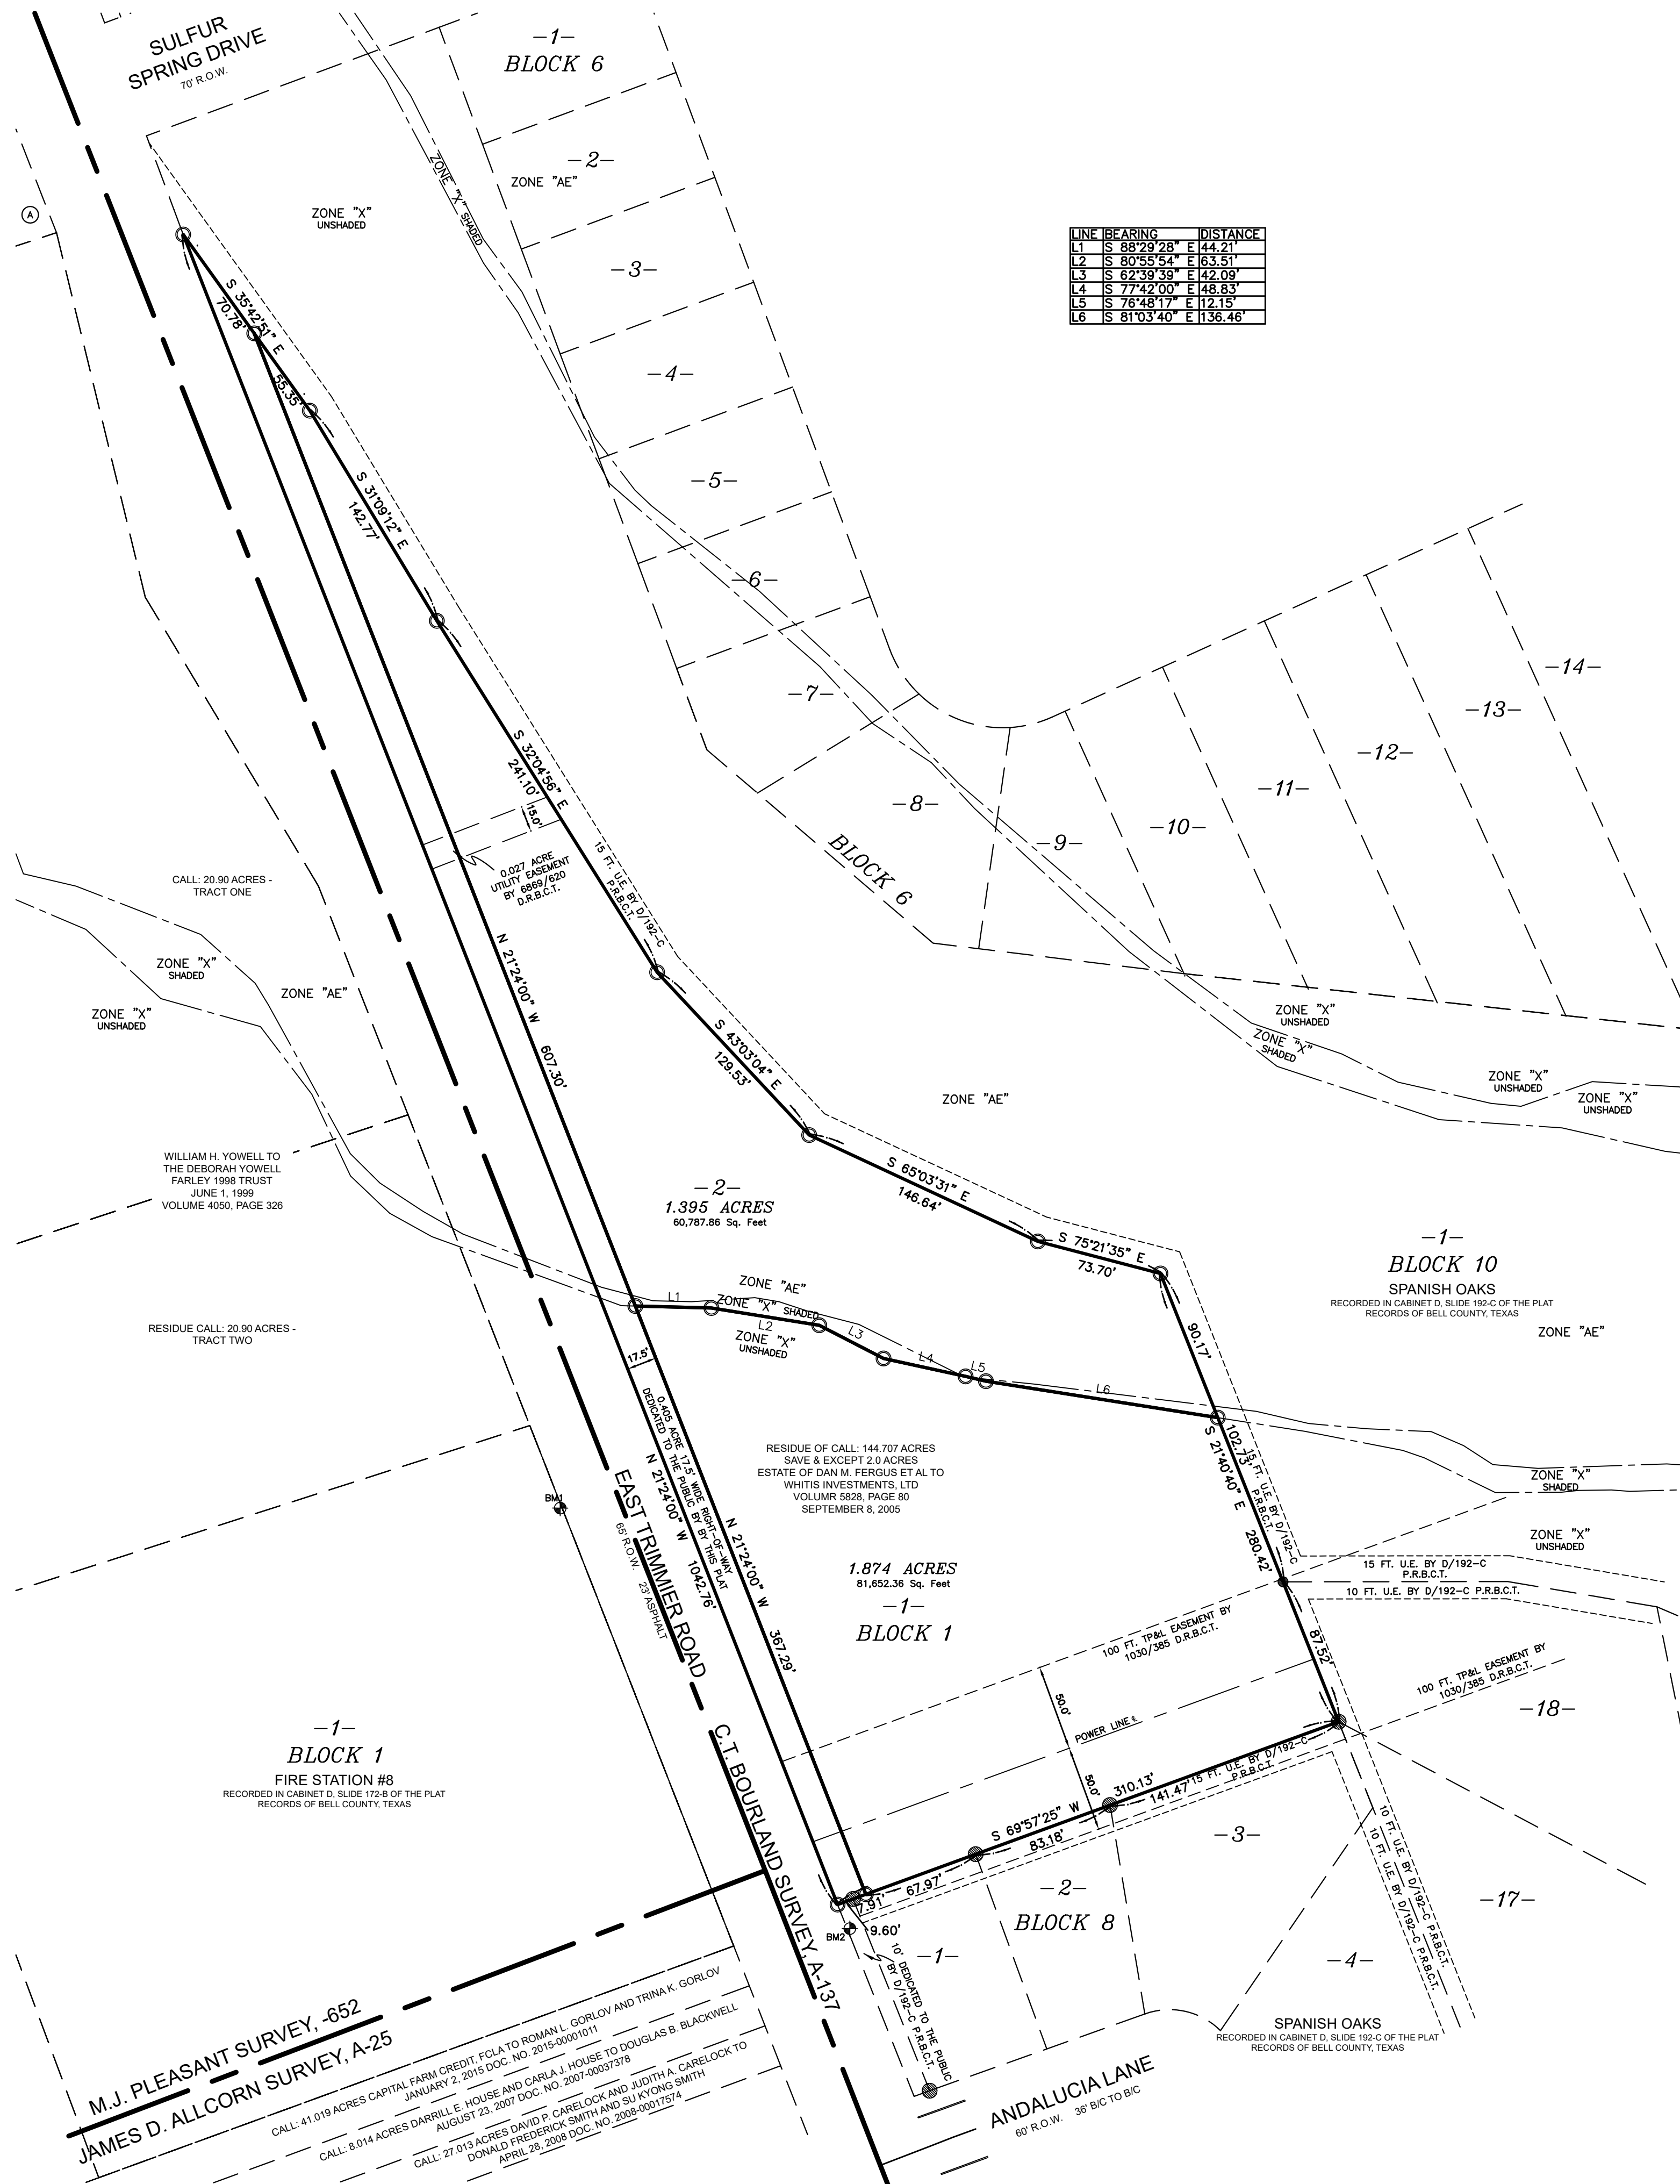 SULFUR
SPRING DRIVE
70' R.O.W.
-1-
BLOCK 6
-2-
ZONE "AE"
ZONE "X"
SHADED
ZONE "X"
UNSHADED
A
-3-
LINE BEARING DISTANCE
L1 S 88°29'28" E 44.21'
L2 S 80°55'54" E 63.51'
L3 S 62°39'39" E 42.09'
L4 S 77°42'00" E 48.83'
L5 S 76°48'17" E 12.15'
L6 S 81°03'40" E 136.46'
S 35°42'51" E
70.78'
55.35'
-4-
-5-
S 31°09'12" E
142.77'
-6-
-7-
-8-
-9-
-10-
-11-
-12-
-13-
-14-
BLOCK 6
S 32°04'56" E
241.10'
15.0'
0.027 ACRE
UTILITY EASEMENT
BY 6869/620
D.R.B.C.T.
15 FT. U.E. BY D/192-C
P.R.B.C.T.
CALL: 20.90 ACRES -
TRACT ONE
ZONE "X"
SHADED
ZONE "AE"
ZONE "X"
UNSHADED
N 21°24'00" W 607.30'
S 43°03'04" E
129.53'
ZONE "AE"
ZONE "X"
UNSHADED
ZONE "X"
SHADED
ZONE "X"
UNSHADED
ZONE "X"
UNSHADED
WILLIAM H. YOWELL TO
THE DEBORAH YOWELL
FARLEY 1998 TRUST
JUNE 1, 1999
VOLUME 4050, PAGE 326
-2-
1.395 ACRES
60,787.86 Sq. Feet
S 65°03'31" E
146.64'
S 75°21'35" E
73.70'
-1-
BLOCK 10
SPANISH OAKS
RECORDED IN CABINET D, SLIDE 192-C OF THE PLAT
RECORDS OF BELL COUNTY, TEXAS
ZONE "AE"
ZONE "AE"
ZONE "X" SHADED
ZONE "X"
UNSHADED
L1
L2
L3
L4
L5
L6
RESIDUE CALL: 20.90 ACRES -
TRACT TWO
17.5'
90.17'
102.73'
S 21°40'40" E 280.42'
15 FT. U.E. BY D/192-C
P.R.B.C.T.
0.405 ACRE 17.5' WIDE RIGHT-OF-WAY
DEDICATED TO THE PUBLIC BY BY THIS PLAT
N 21°24'00" W 1042.76'
N 21°24'00" W 367.29'
RESIDUE OF CALL: 144.707 ACRES
SAVE & EXCEPT 2.0 ACRES
ESTATE OF DAN M. FERGUS ET AL TO
WHITIS INVESTMENTS, LTD
VOLUMR 5828, PAGE 80
SEPTEMBER 8, 2005
ZONE "X"
SHADED
ZONE "X"
UNSHADED
BM1
EAST TRIMMIER ROAD
65' R.O.W. 23' ASPHALT
1.874 ACRES
81,652.36 Sq. Feet
-1-
BLOCK 1
15 FT. U.E. BY D/192-C
P.R.B.C.T.
10 FT. U.E. BY D/192-C P.R.B.C.T.
100 FT. TP&L EASEMENT BY
1030/385 D.R.B.C.T.
87.52'
100 FT. TP&L EASEMENT BY
1030/385 D.R.B.C.T.
50.0'
POWER LINE ℄
50.0'
-18-
-1-
BLOCK 1
FIRE STATION #8
RECORDED IN CABINET D, SLIDE 172-B OF THE PLAT
RECORDS OF BELL COUNTY, TEXAS
C.T. BOURLAND SURVEY, A-137
S 69°57'25" W 310.13'
15 FT. U.E. BY D/192-C
P.R.B.C.T.
141.47'
83.18'
67.97'
7.91'
9.60'
BM2
-3-
-2-
BLOCK 8
-1-
-4-
-17-
10 FT. U.E. BY D/192-C P.R.B.C.T.
10 FT. U.E. BY D/192-C P.R.B.C.T.
10' DEDICATED TO THE PUBLIC
BY D/192-C P.R.B.C.T.
SPANISH OAKS
RECORDED IN CABINET D, SLIDE 192-C OF THE PLAT
RECORDS OF BELL COUNTY, TEXAS
ANDALUCIA LANE
60' R.O.W. 36' B/C TO B/C
M.J. PLEASANT SURVEY, -652
JAMES D. ALLCORN SURVEY, A-25
CALL: 41.019 ACRES CAPITAL FARM CREDIT, FCLA TO ROMAN L. GORLOV AND TRINA K. GORLOV
JANUARY 2, 2015 DOC. NO. 2015-00001011
CALL: 8.014 ACRES DARRILL E. HOUSE AND CARLA J. HOUSE TO DOUGLAS B. BLACKWELL
AUGUST 23, 2007 DOC. NO. 2007-00037378
CALL: 27.013 ACRES DAVID P. CARELOCK AND JUDITH A. CARELOCK TO
DONALD FREDERICK SMITH AND SU KYONG SMITH
APRIL 28, 2008 DOC. NO. 2008-00017574